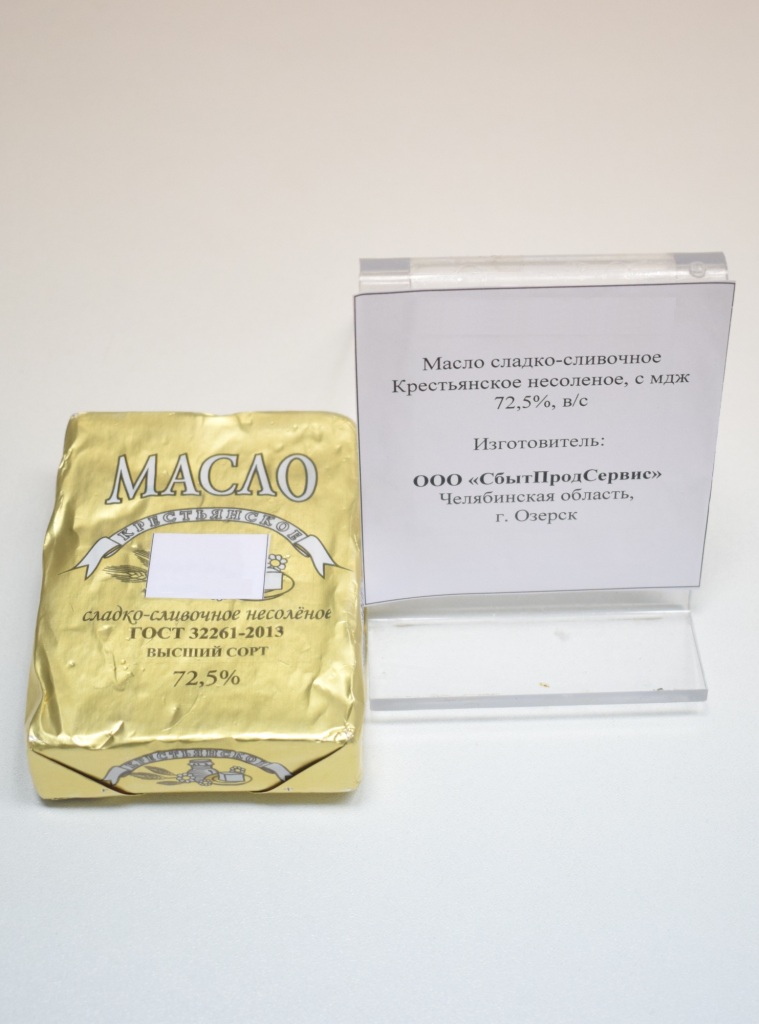 МАСЛО
КРЕСТЬЯНСКОЕ
сладко-сливочное несолёное
ГОСТ 32261-2013
ВЫСШИЙ СОРТ
72,5%
КРЕСТЬЯНСКОЕ
Масло сладко-сливочное
Крестьянское несоленое, с мдж
72,5%, в/с
Изготовитель:
ООО «СбытПродСервис»
Челябинская область,
г. Озерск